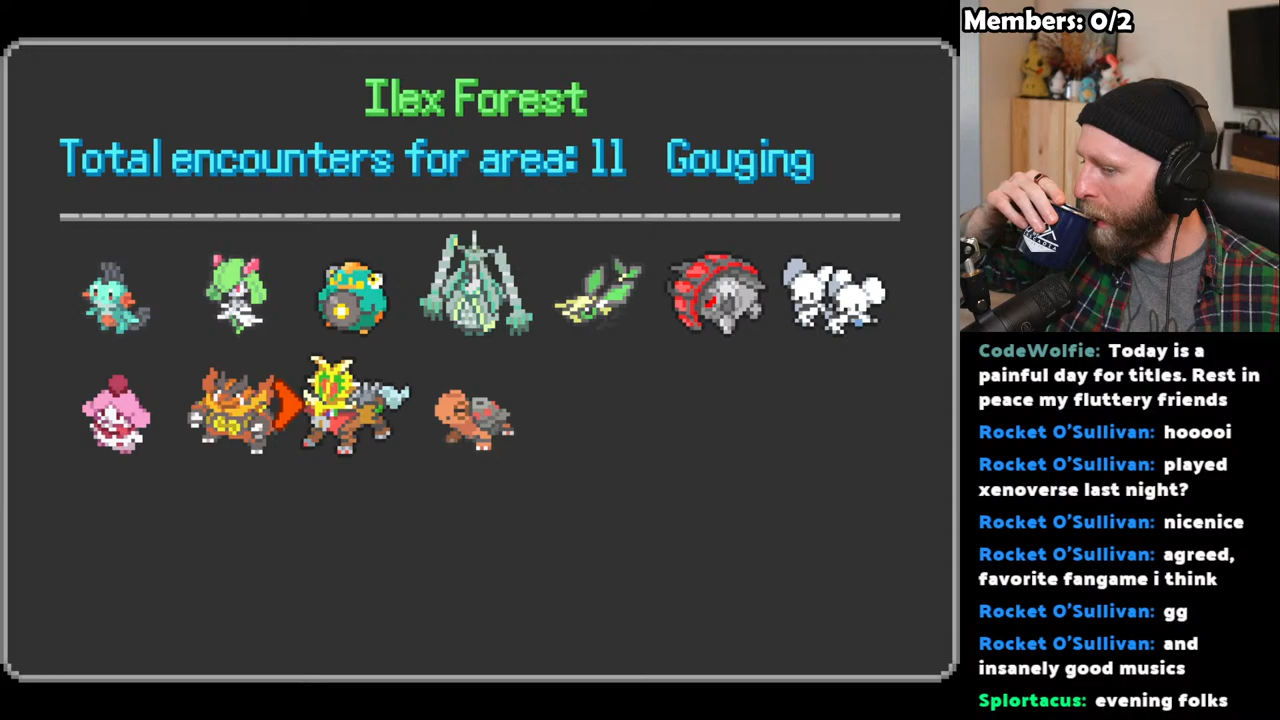 Members: 0/2
Ilex Forest
Total encounters for area: 11 Gouging
CodeWolfie: Today is a
painful day for titles. Rest in
peace my fluttery friends
Rocket O'Sullivan: hooooi
Rocket O'Sullivan: played
xenoverse last night?
Rocket O'Sullivan: nicenice
Rocket O'Sullivan: agreed,
favorite fangame i think
Rocket O'Sullivan: gg
Rocket O'Sullivan: and
insanely good musics
Splortacus: evening folks